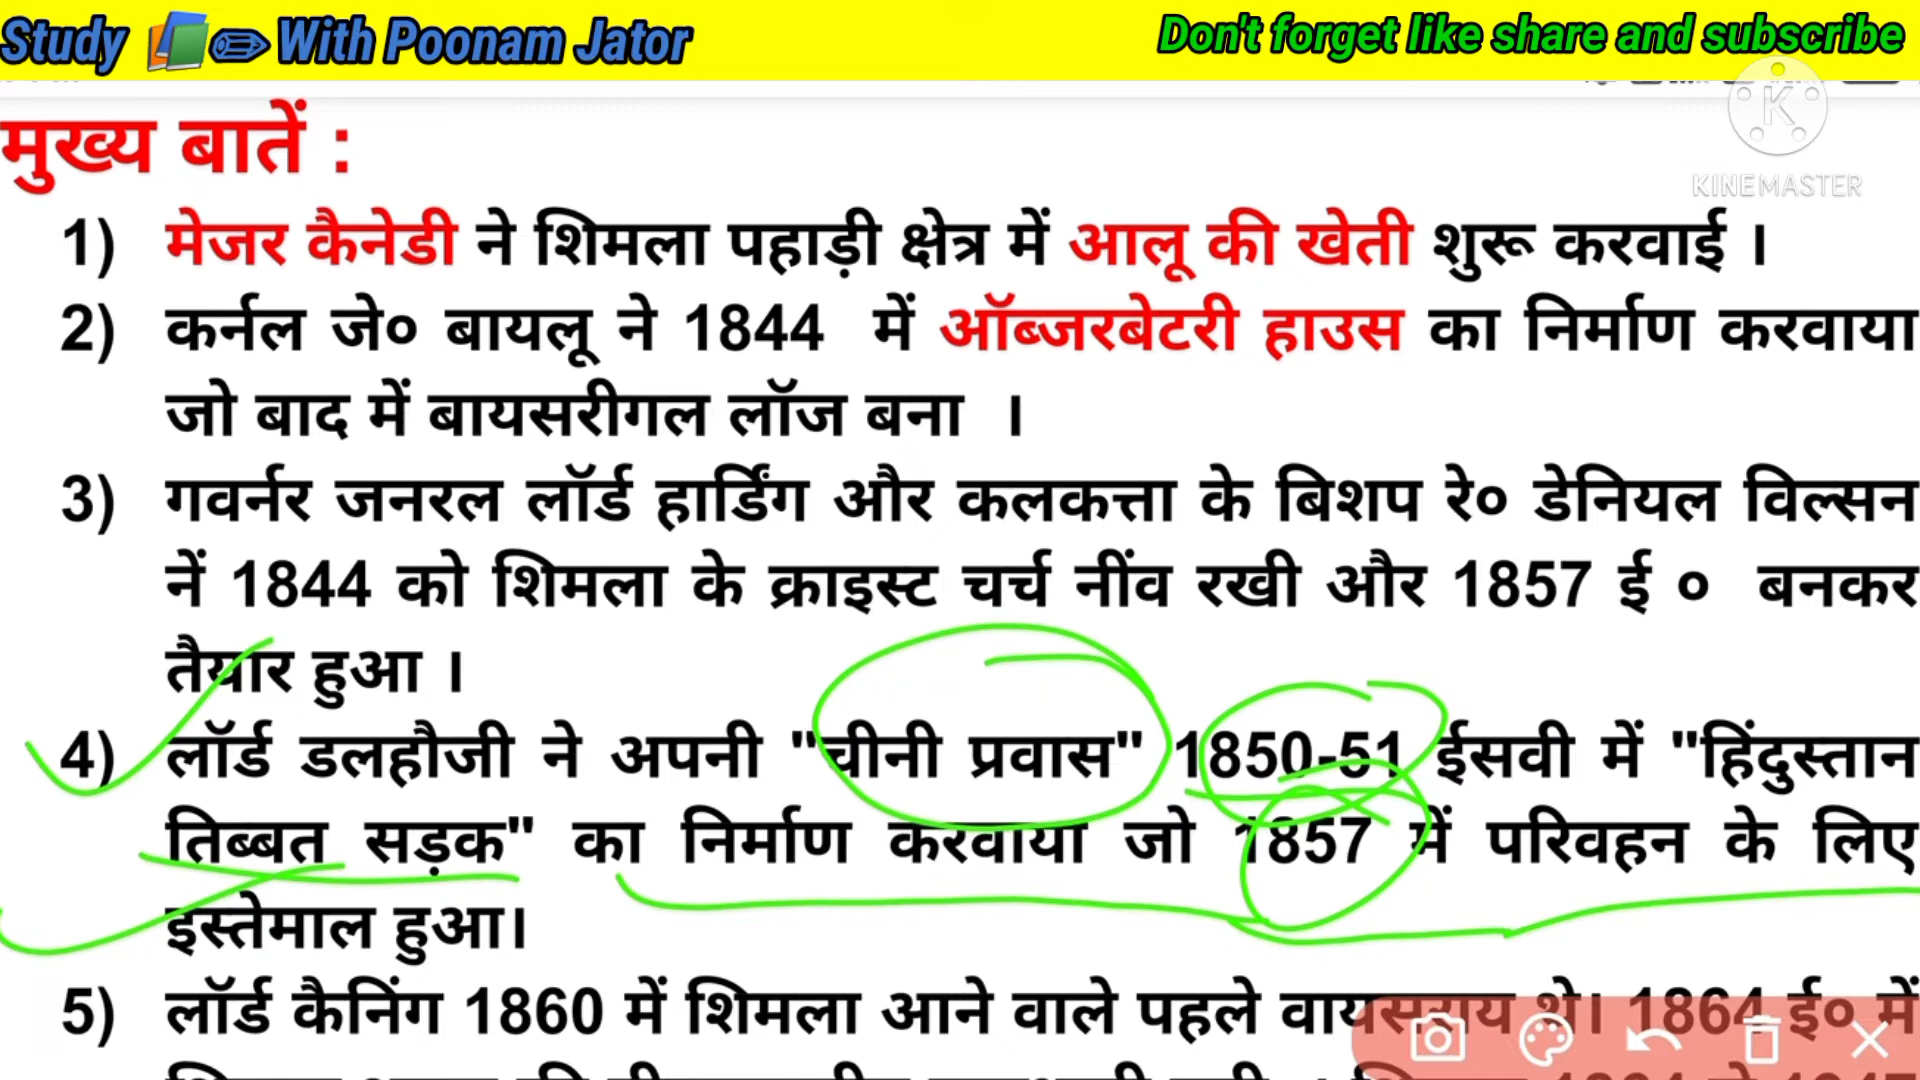 Study With Poonam Jator
Don't forget like share and subscribe
KINEMASTER
मुख्य बातें :
1) मेजर कैनेडी ने शिमला पहाड़ी क्षेत्र में आलू की खेती शुरू करवाई ।
2) कर्नल जे० बायलू ने 1844 में ऑब्जरबेटरी हाउस का निर्माण करवाया
जो बाद में बायसरीगल लॉज बना ।
3) गवर्नर जनरल लॉर्ड हार्डिंग और कलकत्ता के बिशप रे० डेनियल विल्सन
नें 1844 को शिमला के क्राइस्ट चर्च नींव रखी और 1857 ई ० बनकर
तैयार हुआ ।
4) लॉर्ड डलहौजी ने अपनी "चीनी प्रवास" 1850-51 ईसवी में "हिंदुस्तान
तिब्बत सड़क" का निर्माण करवाया जो 1857 में परिवहन के लिए
इस्तेमाल हुआ।
5) लॉर्ड कैनिंग 1860 में शिमला आने वाले पहले वायसराय थे। 1864 ई० में